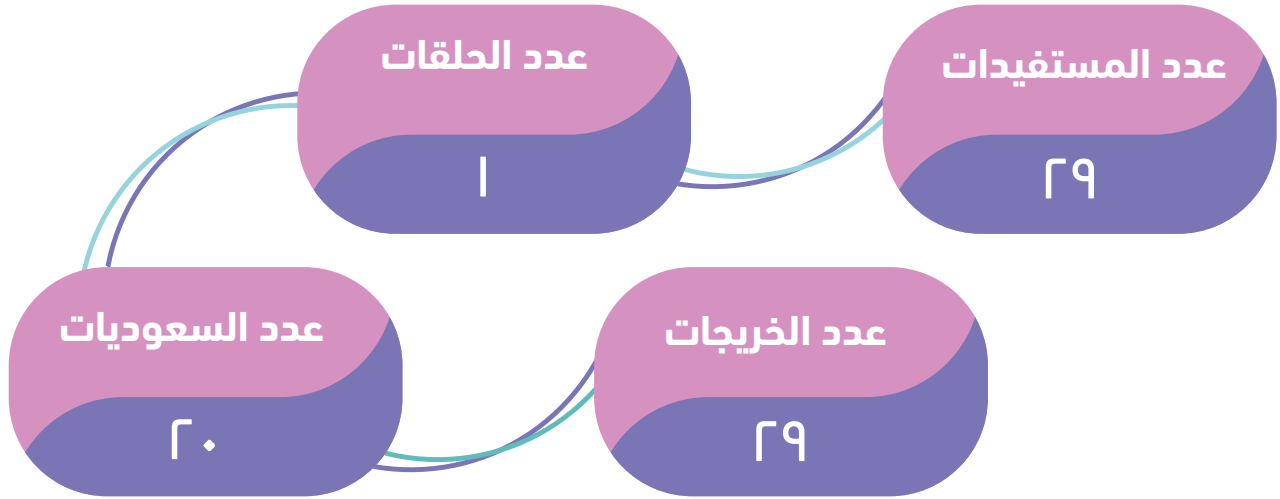 عدد المستفيدات
٢٩
عدد الحلقات
١
عدد السعوديات
٢٠
عدد الخريجات
٢٩